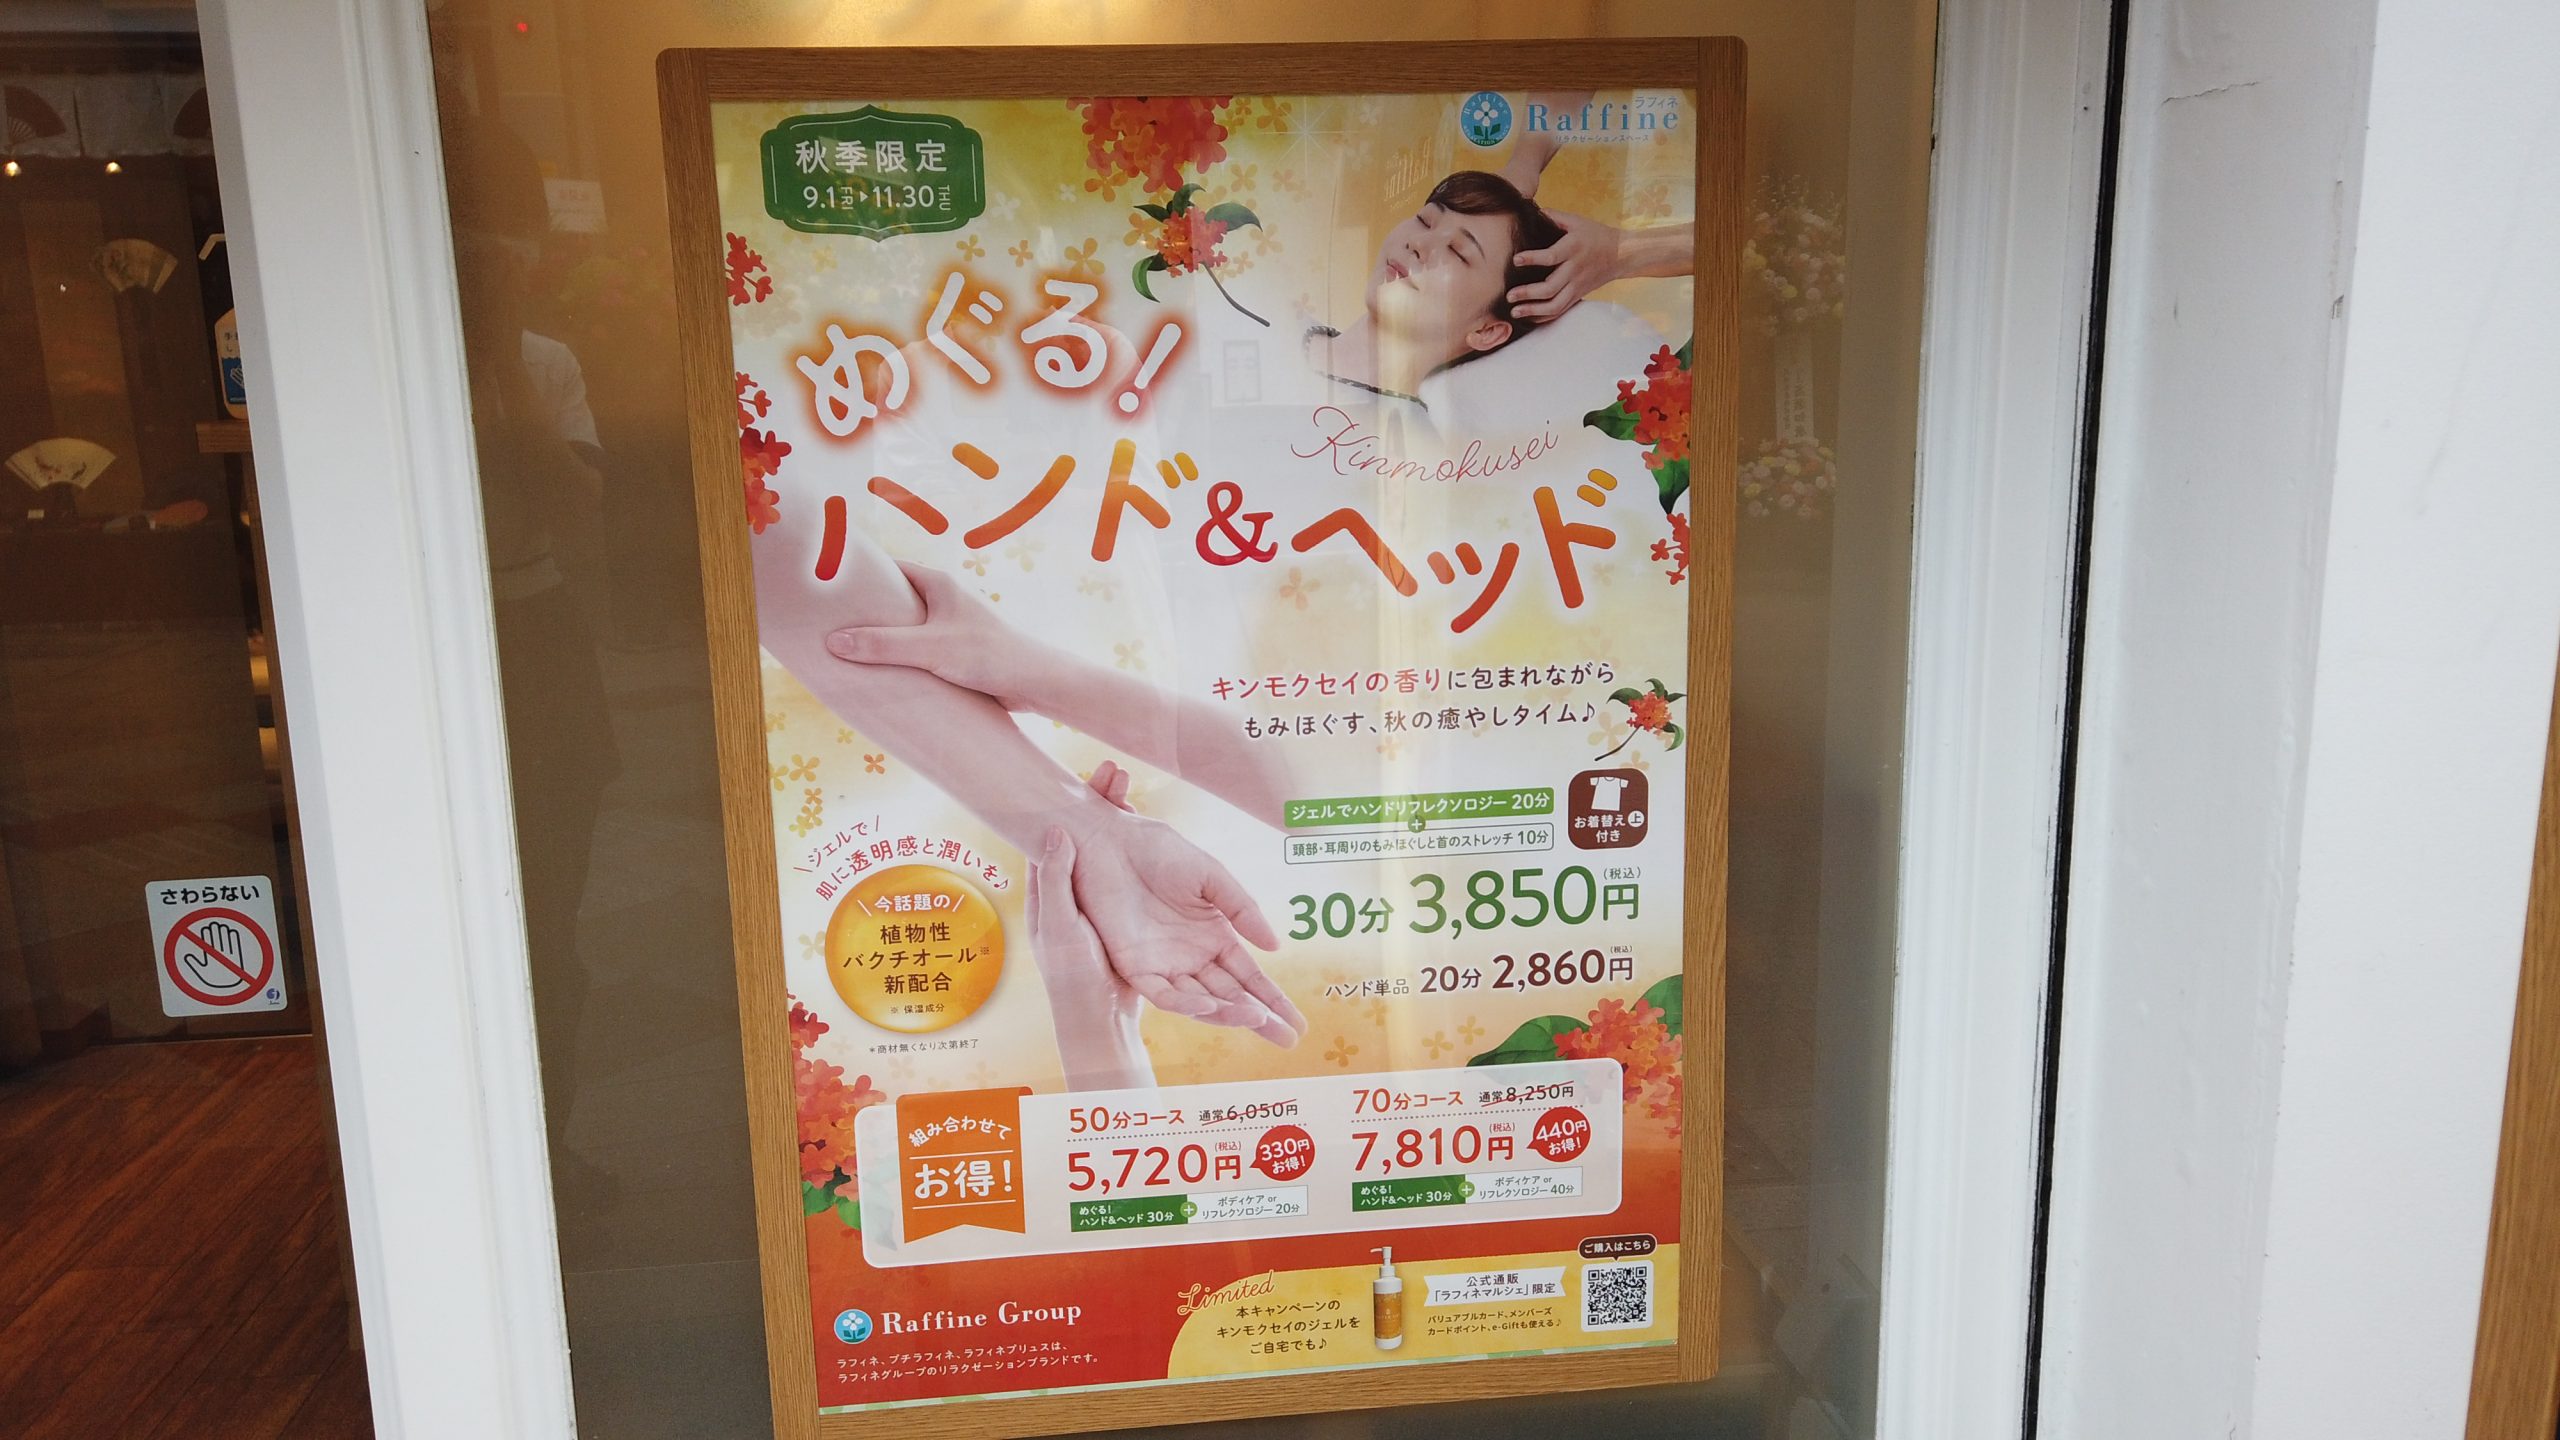 秋季限定
9.1 FRI ▶ 11.30 THU
ラフィネ
Raffine
リラクゼーションスペース
めぐる!
Kinmokusei
ハンド&ヘッド
キンモクセイの香りに包まれながら
もみほぐす、秋の癒やしタイム♪
ジェルでハンドリフレクソロジー 20分
+
頭部・耳周りのもみほぐしと首のストレッチ 10分
お着替え上
付き
30分 3,850円(税込)
ハンド単品 20分 2,860円(税込)
\ジェルで/
肌に透明感と潤いを♪
\今話題の/
植物性
バクチオール※
新配合
※ 保湿成分
*商材無くなり次第終了
組み合わせて
お得!
50分コース 通常6,050円
5,720円(税込) 330円お得!
めぐる!
ハンド&ヘッド 30分 + ボディケア or
リフレクソロジー 20分
70分コース 通常8,250円
7,810円(税込) 440円お得!
めぐる!
ハンド&ヘッド 30分 + ボディケア or
リフレクソロジー 40分
Raffine Group
ラフィネ、プチラフィネ、ラフィネプリュスは、
ラフィネグループのリラクゼーションブランドです。
Limited
本キャンペーンの
キンモクセイのジェルを
ご自宅でも♪
公式通販
「ラフィネマルシェ」限定
バリュアブルカード、メンバーズ
カードポイント、e-Giftも使える♪
ご購入はこちら
さわらない